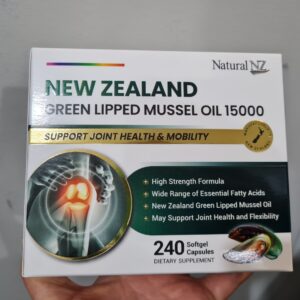 Natural NZ
NEW ZEALAND
GREEN LIPPED MUSSEL OIL 15000
SUPPORT JOINT HEALTH & MOBILITY
High Strength Formula
Wide Range of Essential Fatty Acids
New Zealand Green Lipped Mussel Oil
May Support Joint Health and Flexibility
240 Softgel
Capsules
DIETARY SUPPLEMENT